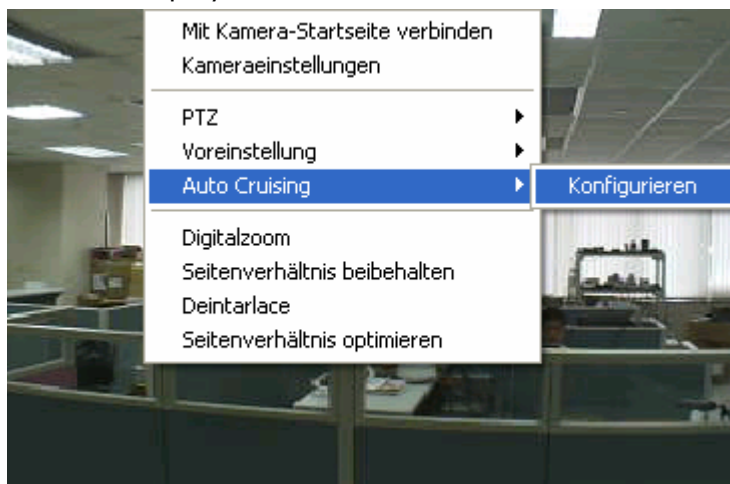 Mit Kamera-Startseite verbinden
Kameraeinstellungen
PTZ
Voreinstellung
Auto Cruising
Konfigurieren
Digitalzoom
Seitenverhältnis beibehalten
Deintarlace
Seitenverhältnis optimieren